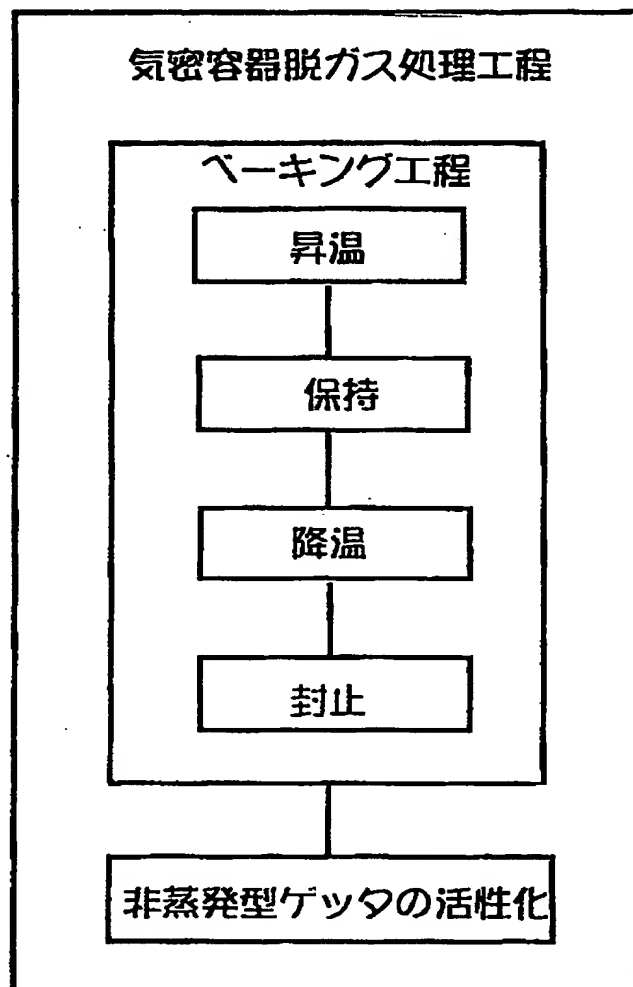 気密容器脱ガス処理工程
ベーキング工程
昇温
保持
降温
封止
非蒸発型ゲッタの活性化